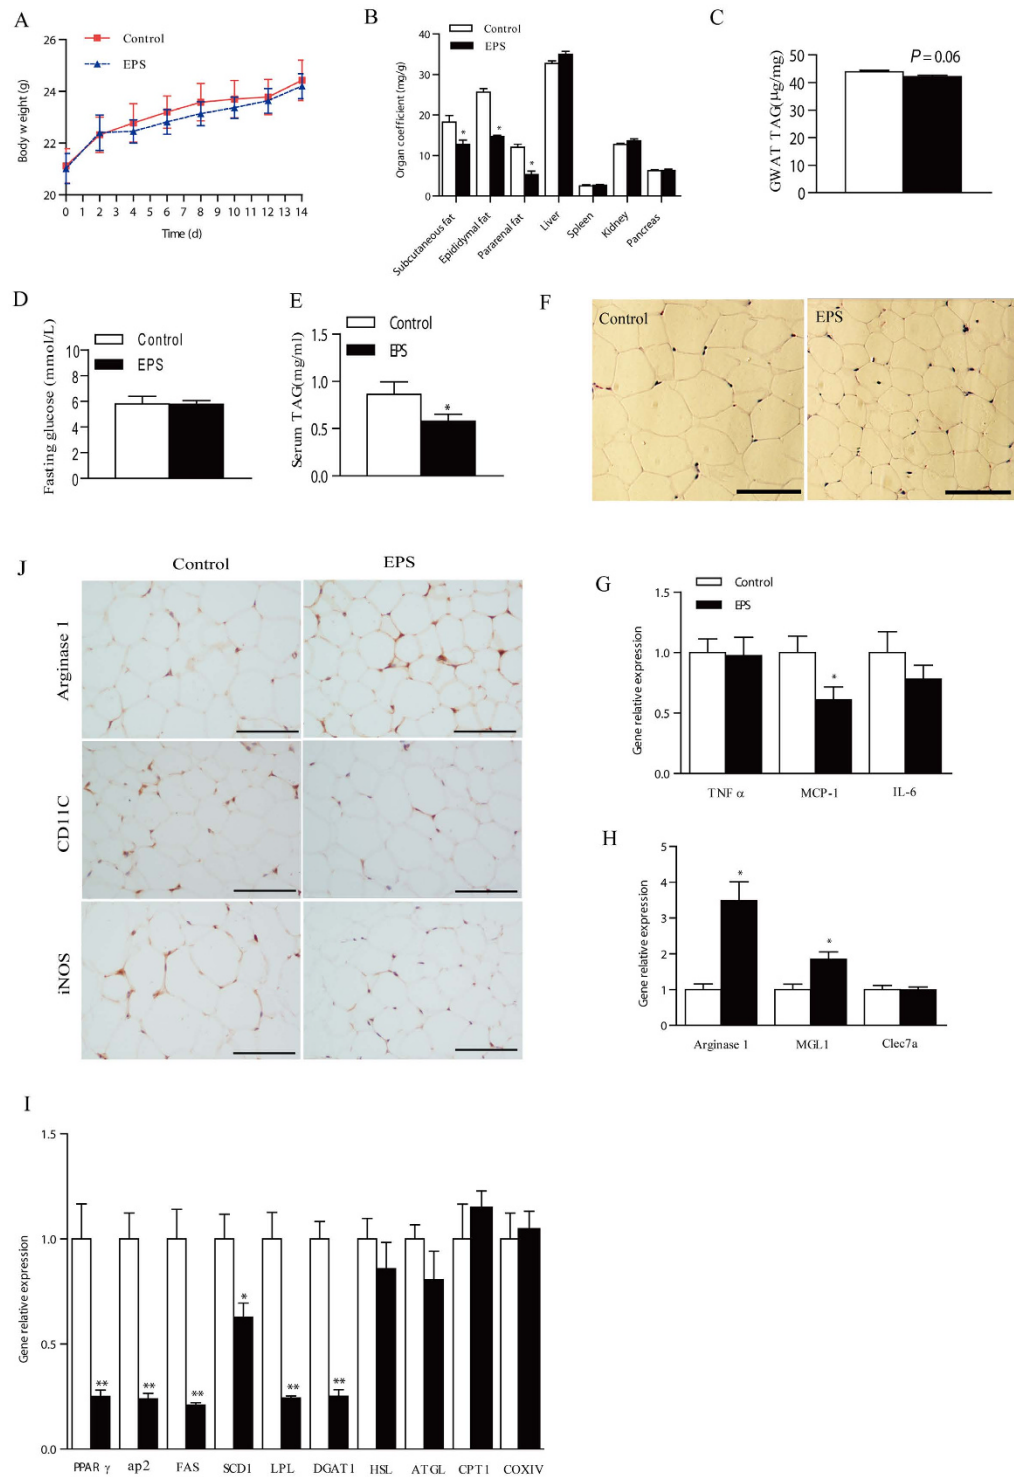 A
Control
EPS
26
24
22
20
Body weight (g)
0 1 2 3 4 5 6 7 8 9 10 11 12 13 14
Time (d)
B
Control
EPS
40
30
20
10
0
Organ coefficient (mg/g)
* * *
Subcutaneous fat
Epididymal fat
Pararenal fat
Liver
Spleen
Kidney
Pancreas
C
P = 0.06
50
40
30
20
10
0
GWAT TAG(μg/mg)
D
Control
EPS
10
8
6
4
2
0
Fasting glucose (mmol/L)
E
Control
EPS
1.5
1.0
0.5
0.0
Serum TAG(mg/ml)
*
F
Control
EPS
J
Control EPS
Arginase 1
CD11C
iNOS
G
Control
EPS
1.5
1.0
0.5
0.0
Gene relative expression
*
TNF α MCP-1 IL-6
H
5
4
3
2
1
0
Gene relative expression
* *
Arginase 1 MGL1 Clec7a
I
1.5
1.0
0.5
0.0
Gene relative expression
** ** ** * ** **
PPAR γ ap2 FAS SCD1 LPL DGAT1 HSL ATGL CPT1 COXIV